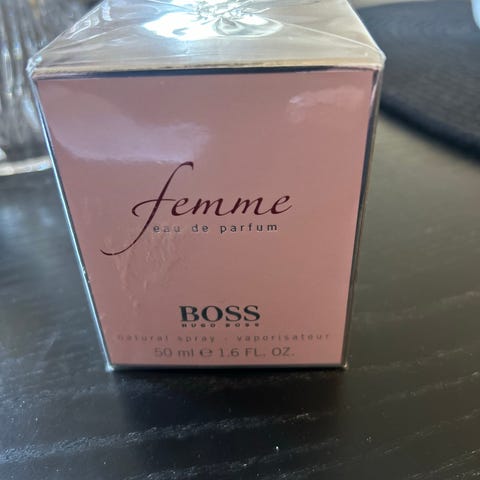 femme
eau de parfum
BOSS
HUGO BOSS
natural spray - vaporisateur
50 ml ℮ 1.6 FL. OZ.